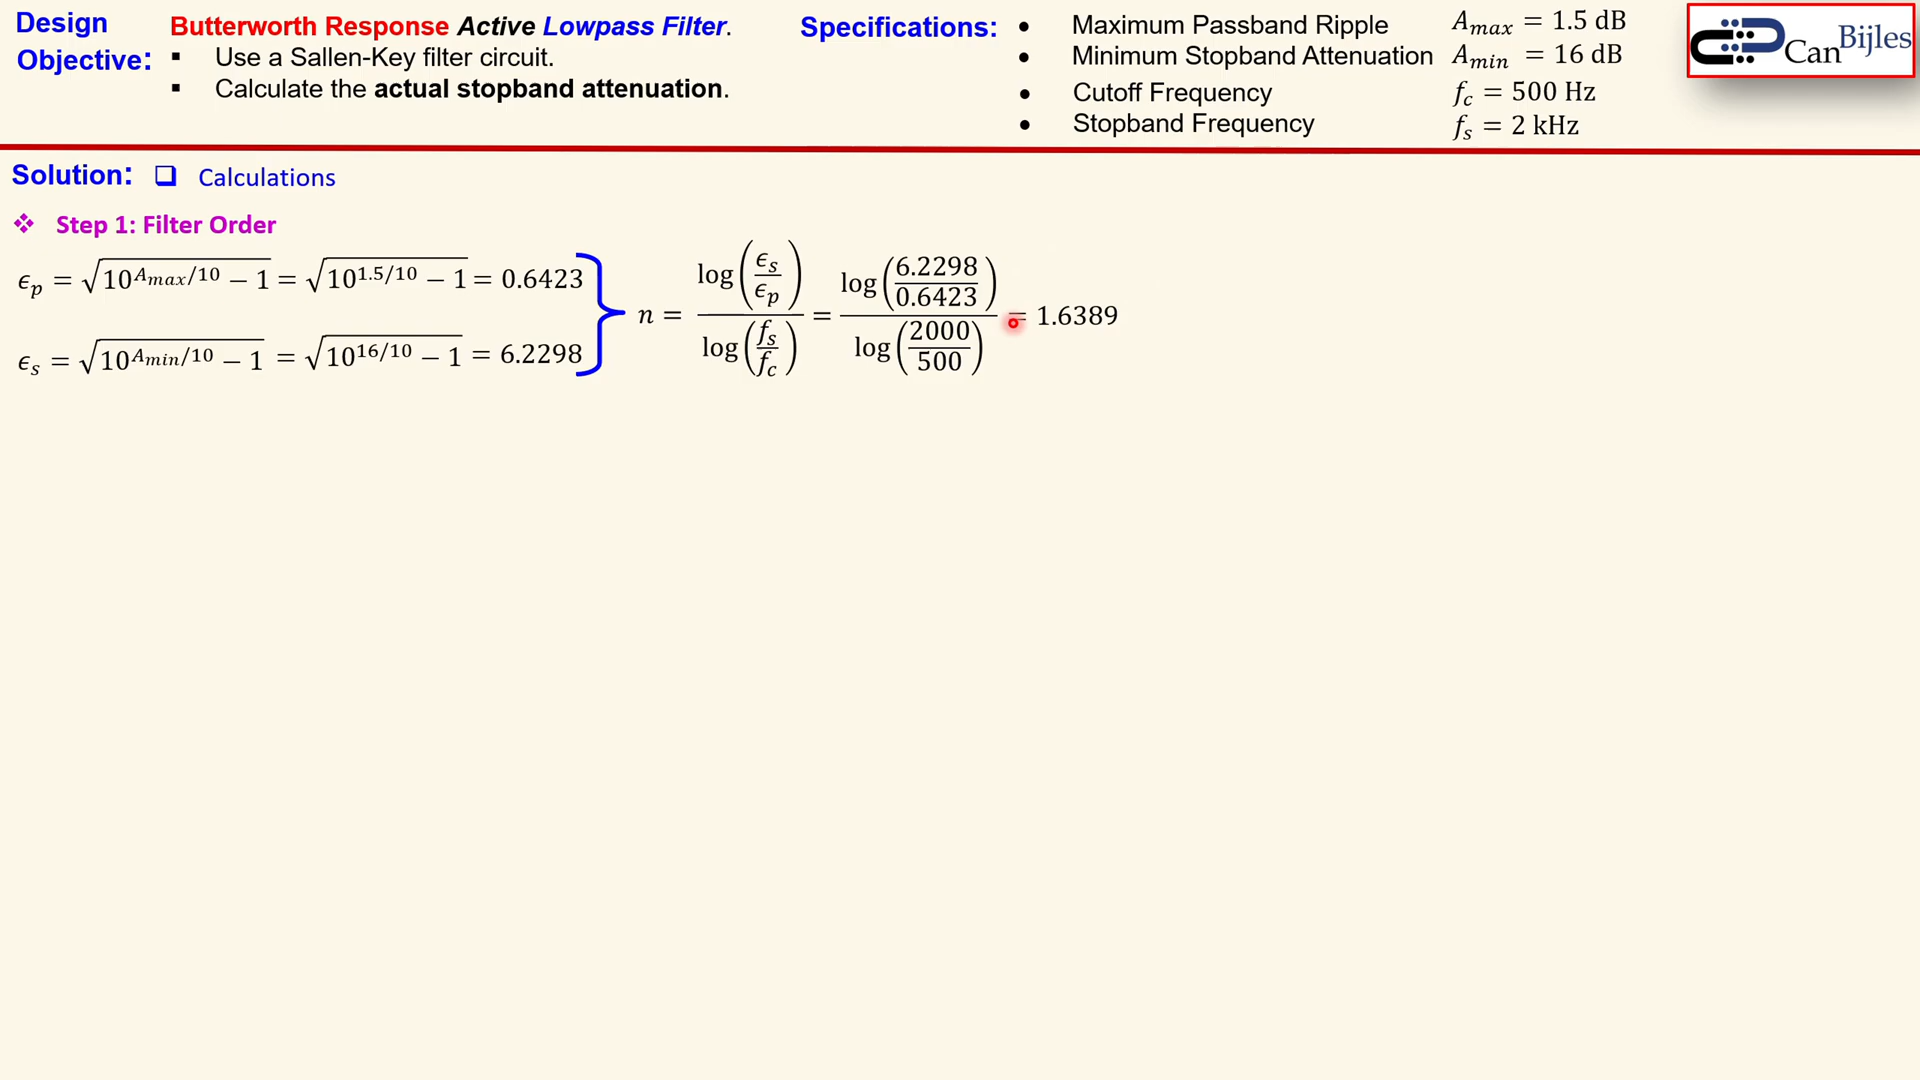 Design Objective:
Butterworth Response Active Lowpass Filter.
▪ Use a Sallen-Key filter circuit.
▪ Calculate the actual stopband attenuation.
Specifications:
• Maximum Passband Ripple A_max = 1.5 dB
• Minimum Stopband Attenuation A_min = 16 dB
• Cutoff Frequency f_c = 500 Hz
• Stopband Frequency f_s = 2 kHz
CanBijles
Solution: ❑ Calculations
❖ Step 1: Filter Order
ϵ_p = √(10^(A_max/10) − 1) = √(10^(1.5/10) − 1) = 0.6423
ϵ_s = √(10^(A_min/10) − 1) = √(10^(16/10) − 1) = 6.2298
n = log(ϵ_s/ϵ_p) / log(f_s/f_c) = log(6.2298/0.6423) / log(2000/500) = 1.6389